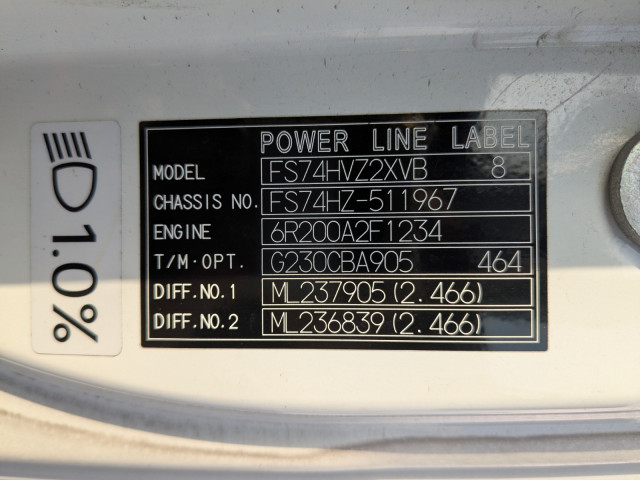 POWER LINE LABEL
MODEL FS74HVZ2XVB 8
CHASSIS NO. FS74HZ-511967
ENGINE 6R200A2F1234
T/M·OPT. G230CBA905 464
DIFF.NO.1 ML237905(2.466)
DIFF.NO.2 ML236839(2.466)
1.0%